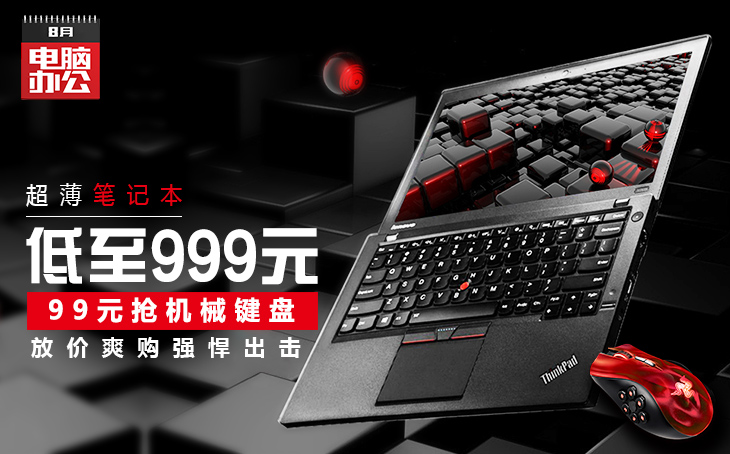 8月
电脑
办公
超薄笔记本
低至999元
99元抢机械键盘
放价爽购强悍出击
lenovo
ThinkPad